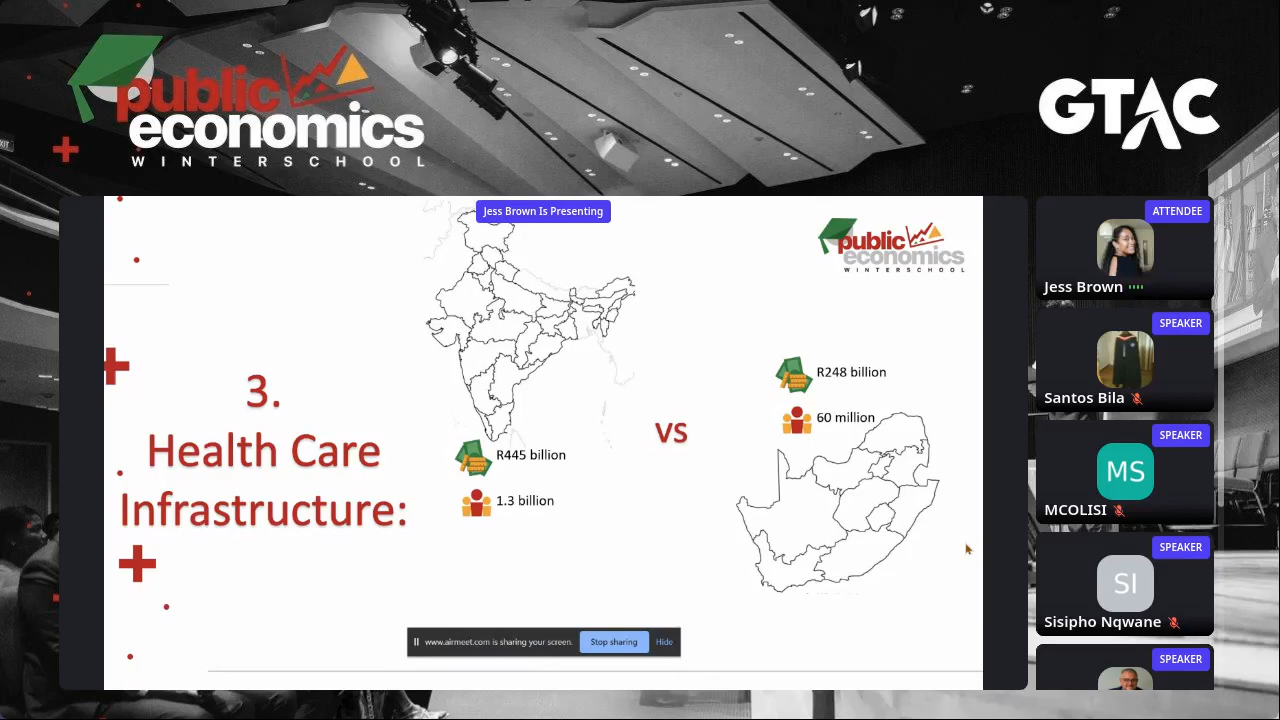 public
economics
WINTERSCHOOL
GTAC
Jess Brown Is Presenting
public
economics
WINTERSCHOOL
3.
Health Care
Infrastructure:
R445 billion
1.3 billion
VS
R248 billion
60 million
www.airmeet.com is sharing your screen.
Stop sharing
Hide
ATTENDEE
Jess Brown
SPEAKER
Santos Bila
SPEAKER
MS
MCOLISI
SPEAKER
SI
Sisipho Nqwane
SPEAKER